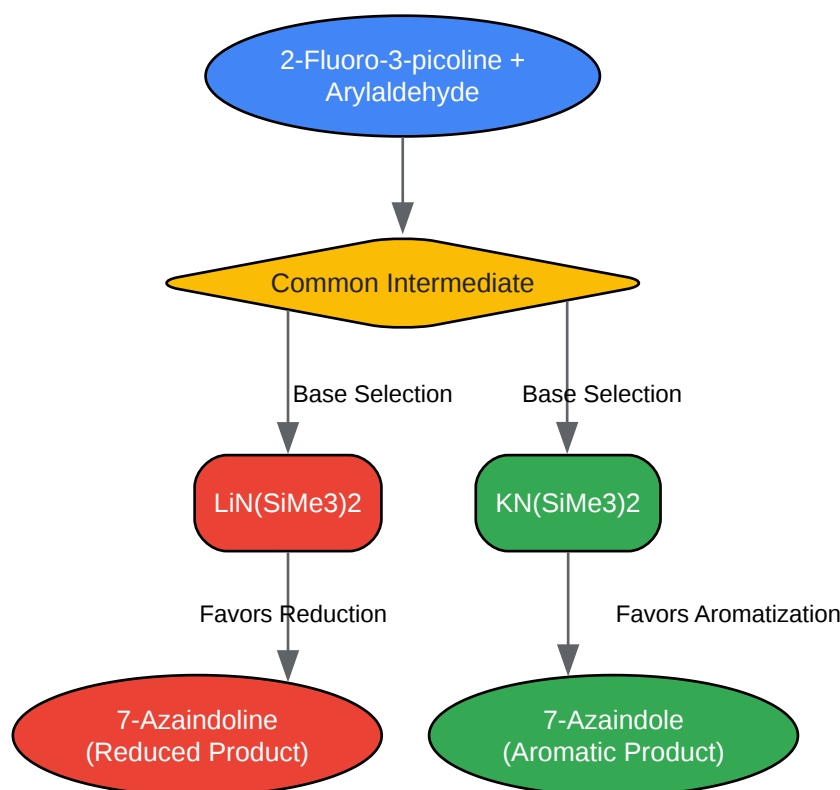 2-Fluoro-3-picoline +
Arylaldehyde
Common Intermediate
Base Selection
Base Selection
LiN(SiMe3)2
KN(SiMe3)2
Favors Reduction
Favors Aromatization
7-Azaindoline
(Reduced Product)
7-Azaindole
(Aromatic Product)